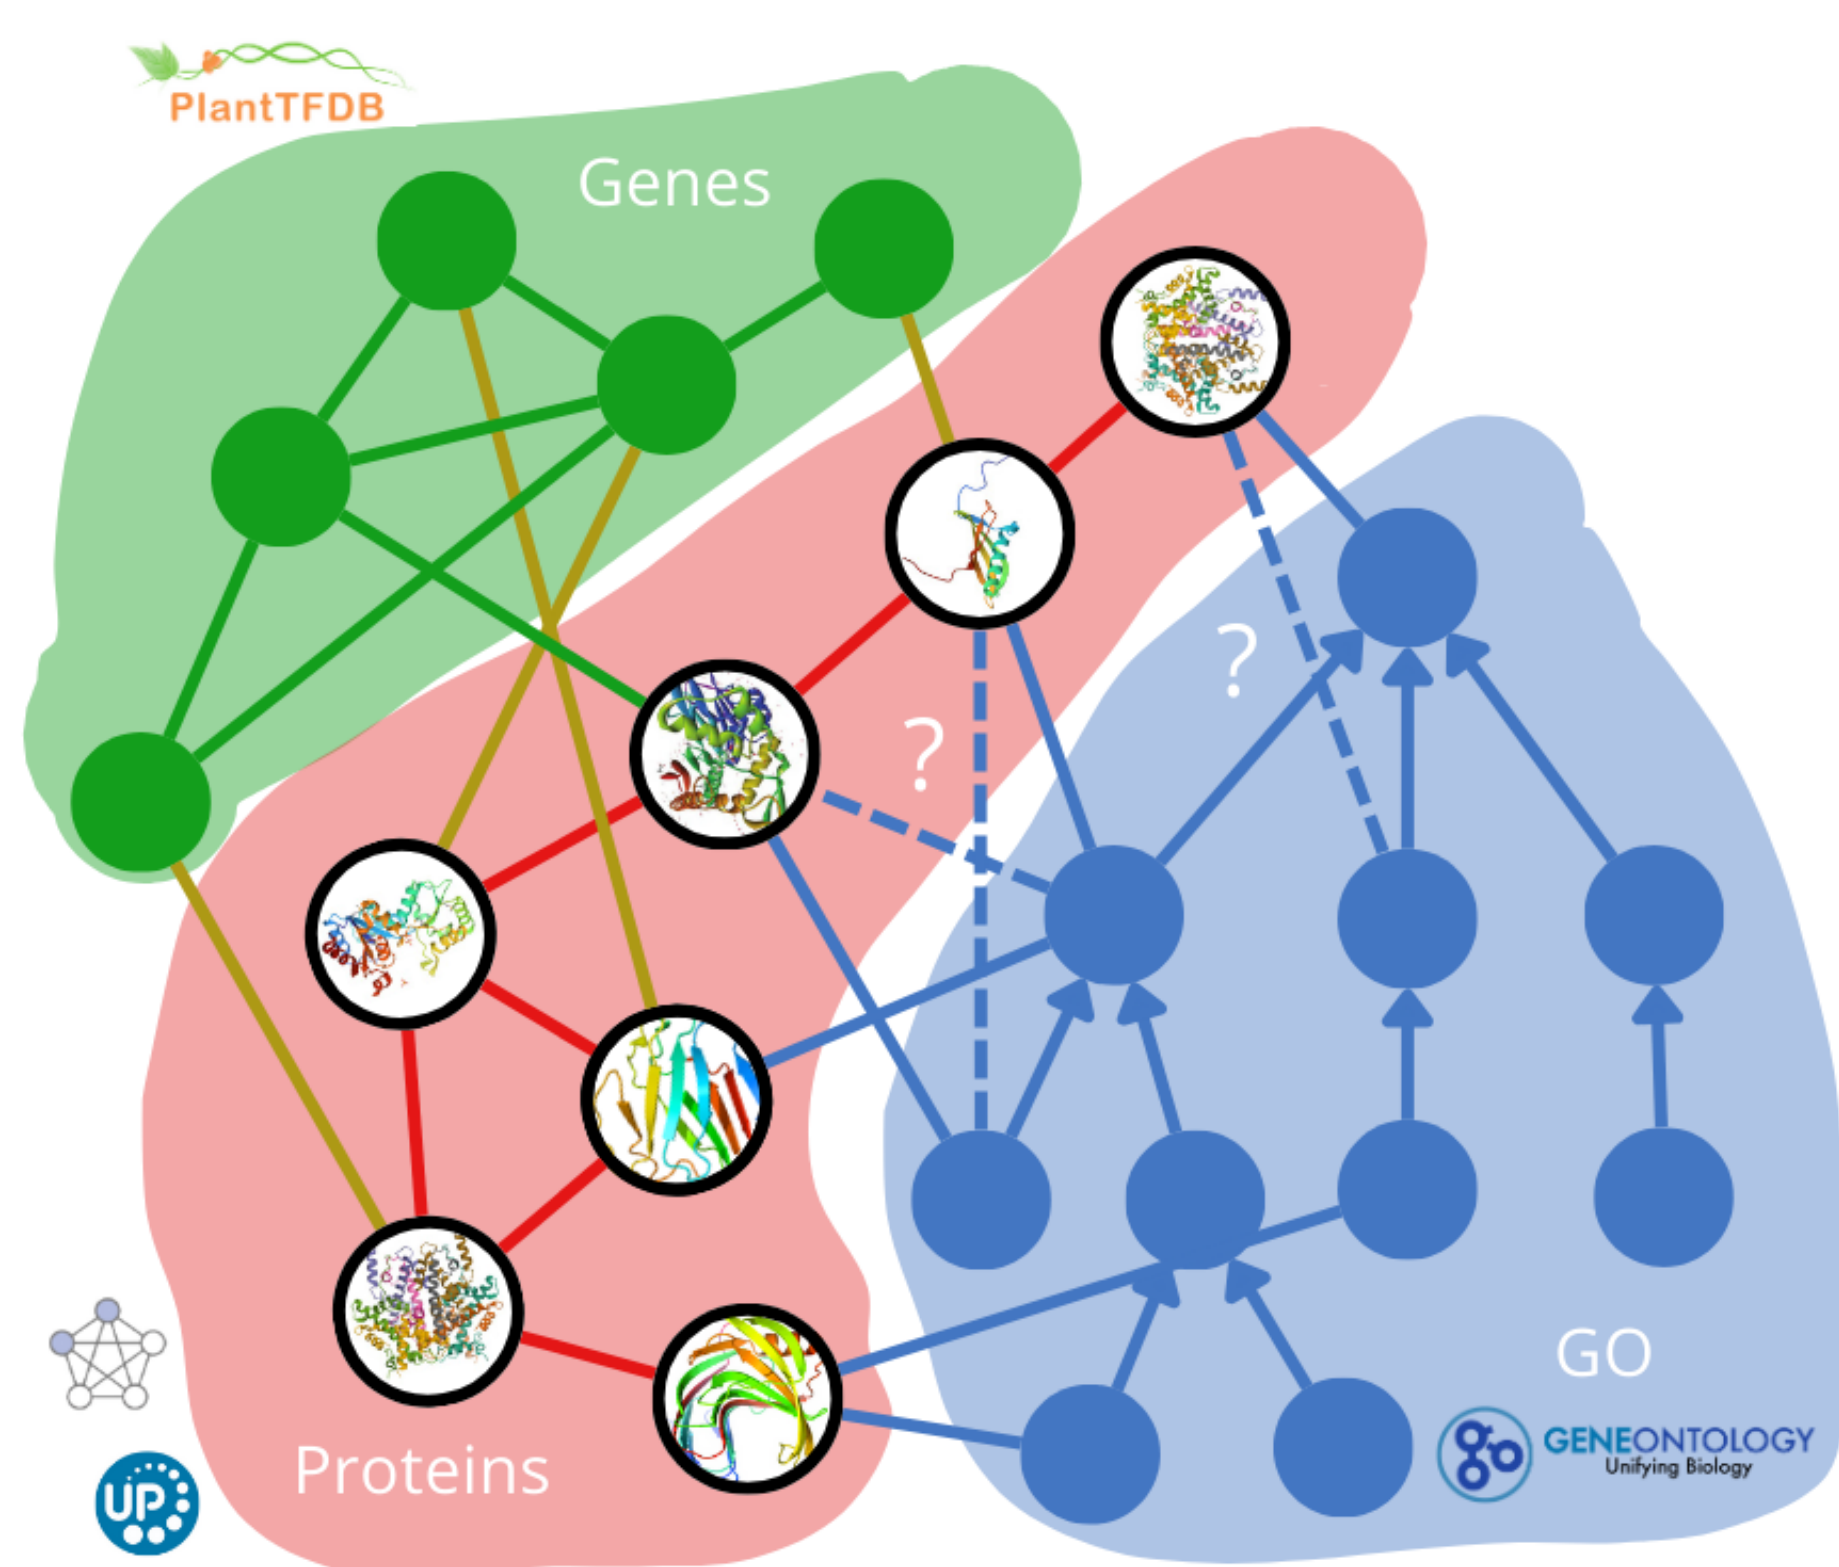 PlantTFDB
Genes
?
?
GO
GENEONTOLOGY
Unifying Biology
Proteins
UP